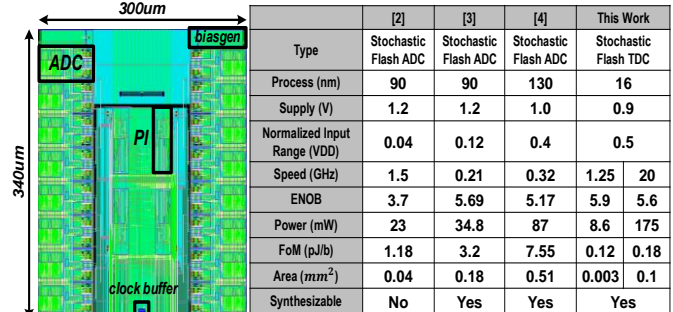 300um
340um
ADC
biasgen
PI
clock buffer
[2] [3] [4] This Work
Type Stochastic Flash ADC Stochastic Flash ADC Stochastic Flash ADC Stochastic Flash TDC
Process (nm) 90 90 130 16
Supply (V) 1.2 1.2 1.0 0.9
Normalized Input Range (VDD) 0.04 0.12 0.4 0.5
Speed (GHz) 1.5 0.21 0.32 1.25 20
ENOB 3.7 5.69 5.17 5.9 5.6
Power (mW) 23 34.8 87 8.6 175
FoM (pJ/b) 1.18 3.2 7.55 0.12 0.18
Area (mm²) 0.04 0.18 0.51 0.003 0.1
Synthesizable No Yes Yes Yes